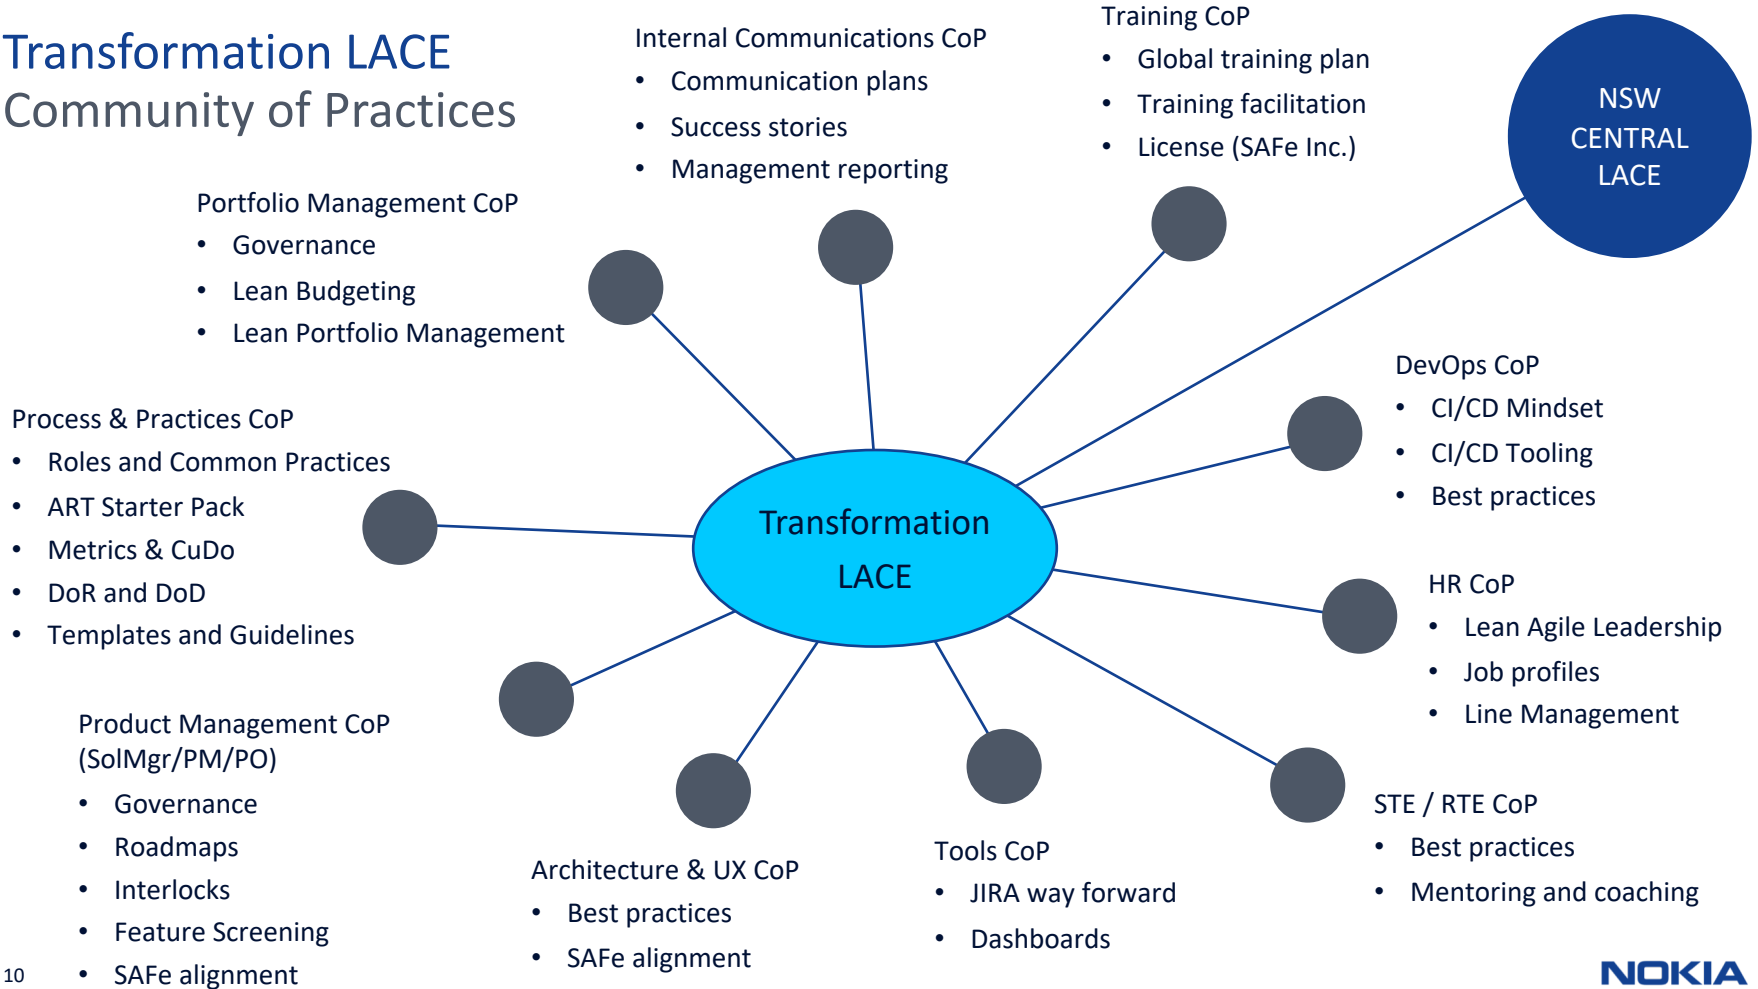 Transformation LACE
Community of Practices
Internal Communications CoP
• Communication plans
• Success stories
• Management reporting
Training CoP
• Global training plan
• Training facilitation
• License (SAFe Inc.)
NSW
CENTRAL
LACE
Portfolio Management CoP
• Governance
• Lean Budgeting
• Lean Portfolio Management
DevOps CoP
• CI/CD Mindset
• CI/CD Tooling
• Best practices
Process & Practices CoP
• Roles and Common Practices
• ART Starter Pack
• Metrics & CuDo
• DoR and DoD
• Templates and Guidelines
Transformation
LACE
HR CoP
• Lean Agile Leadership
• Job profiles
• Line Management
Product Management CoP
(SolMgr/PM/PO)
• Governance
• Roadmaps
• Interlocks
• Feature Screening
• SAFe alignment
Architecture & UX CoP
• Best practices
• SAFe alignment
Tools CoP
• JIRA way forward
• Dashboards
STE / RTE CoP
• Best practices
• Mentoring and coaching
10
NOKIA